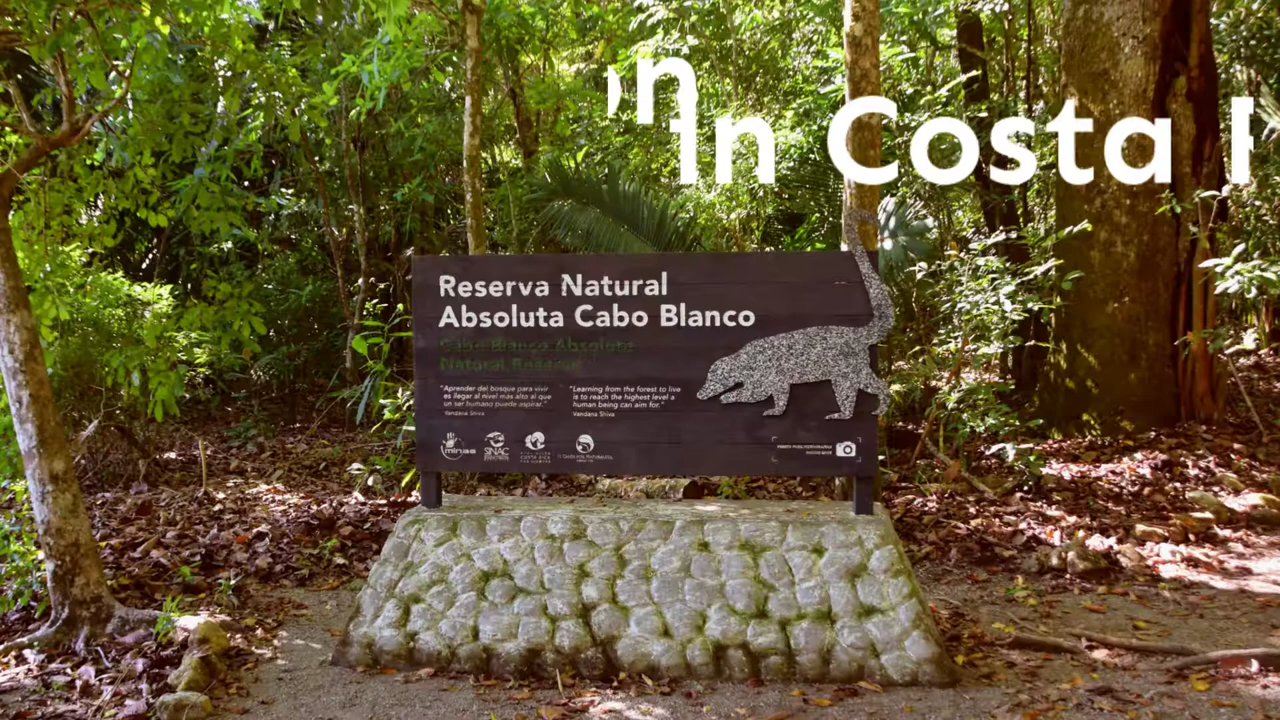 n
In Costa
Reserva Natural
Absoluta Cabo Blanco
Cabo Blanco Absolute
Natural Reserve
"Aprender del bosque para vivir
es llegar al nivel más alto al que
un ser humano puede aspirar."
Vandana Shiva
"Learning from the forest to live
is to reach the highest level a
human being can aim for."
Vandana Shiva
minae
SINAC
COSTA RICA